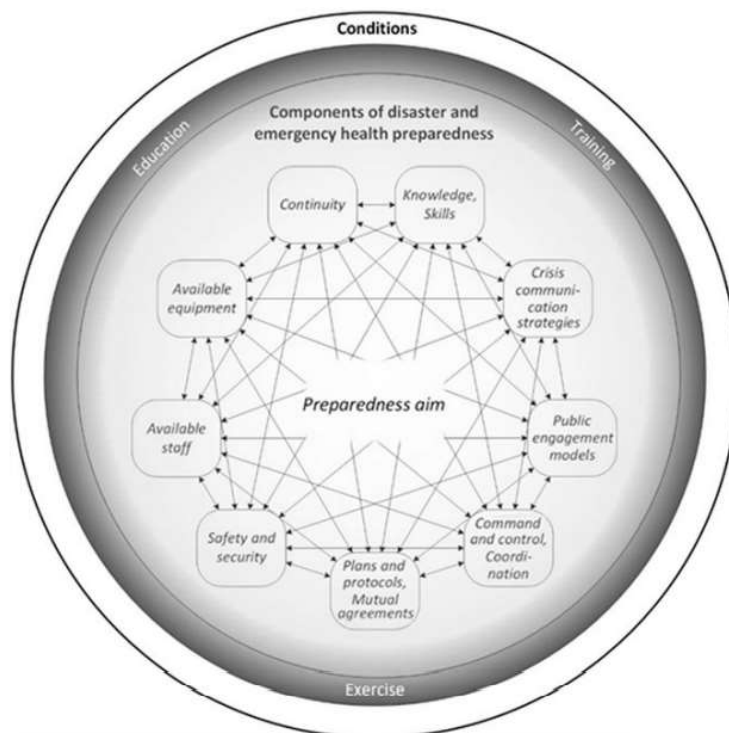 Conditions
Education
Training
Components of disaster and
emergency health preparedness
Continuity
Knowledge,
Skills
Available
equipment
Crisis
communi-
cation
strategies
Preparedness aim
Available
staff
Public
engagement
models
Safety and
security
Command
and control,
Coordi-
nation
Plans and
protocols,
Mutual
agreements
Exercise